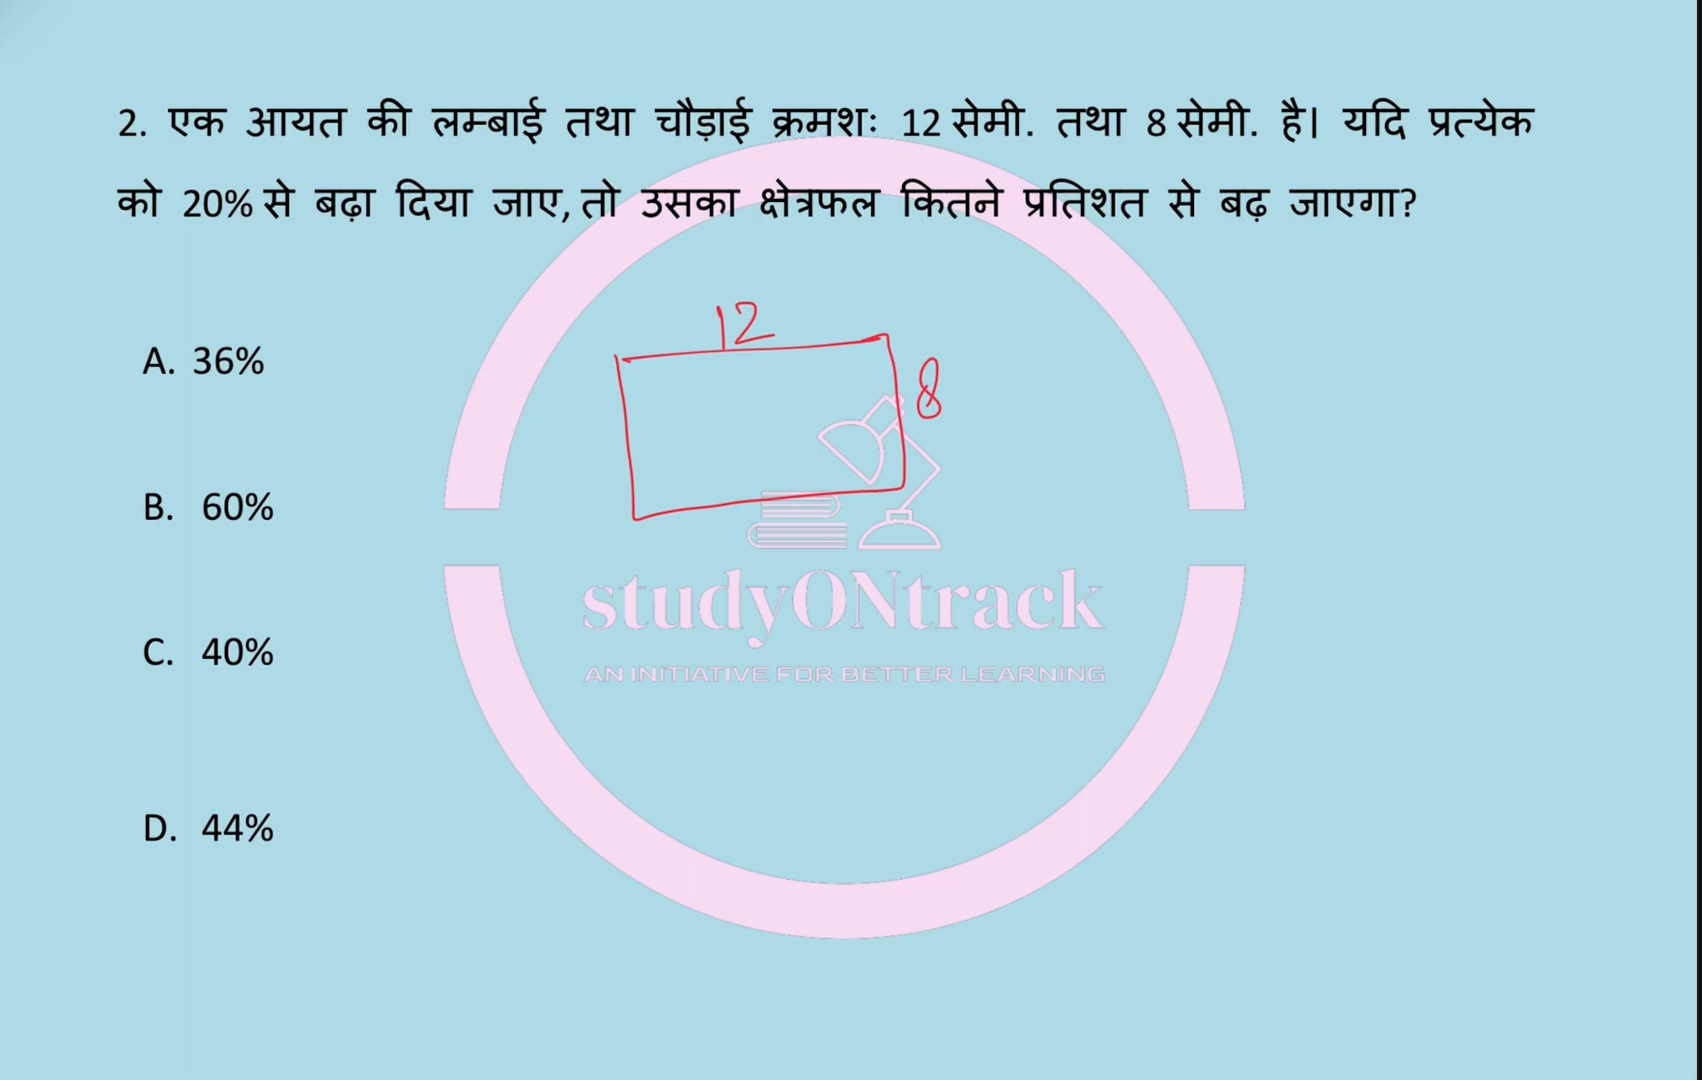 2. एक आयत की लम्बाई तथा चौड़ाई क्रमशः 12 सेमी. तथा 8 सेमी. है। यदि प्रत्येक
को 20% से बढ़ा दिया जाए, तो उसका क्षेत्रफल कितने प्रतिशत से बढ़ जाएगा?
12
A. 36%
8
B. 60%
studyONtrack
C. 40%
AN INITIATIVE FOR BETTER LEARNING
D. 44%